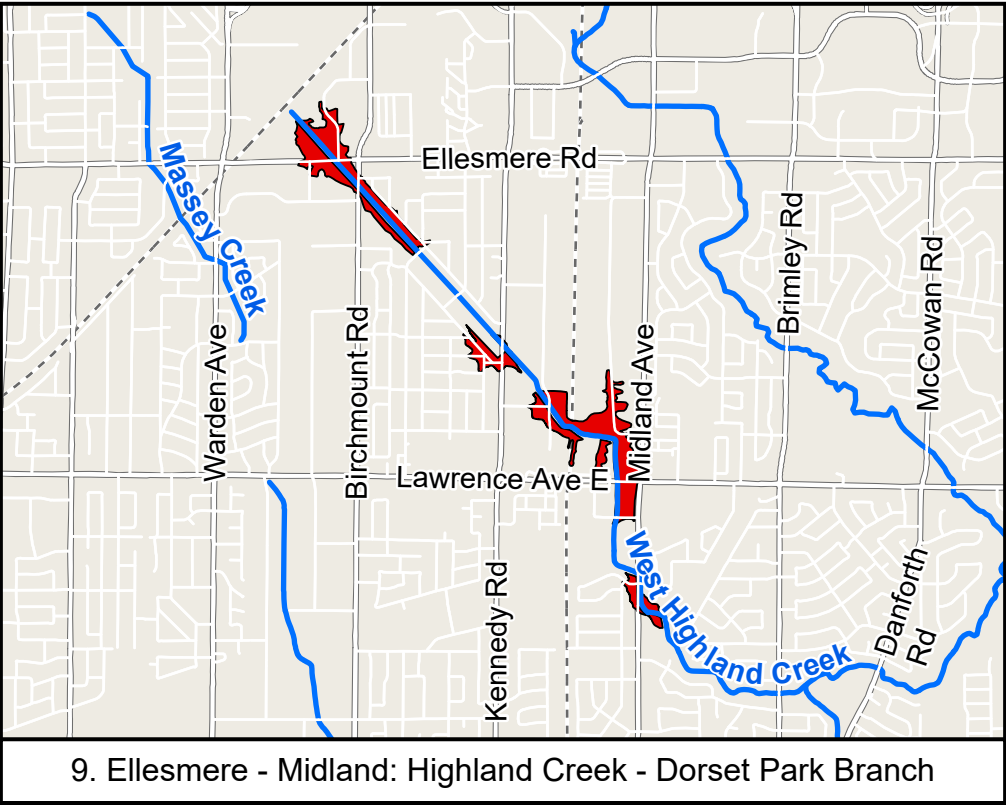 Ellesmere Rd
Massey Creek
Brimley Rd
McCowan Rd
Warden Ave
Birchmount Rd
Midland Ave
Lawrence Ave E
West Highland Creek
Kennedy Rd
Danforth
Rd
9. Ellesmere - Midland: Highland Creek - Dorset Park Branch